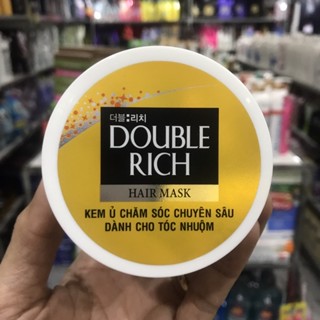 더블:리치
DOUBLE
RICH
HAIR MASK
KEM Ủ CHĂM SÓC CHUYÊN SÂU
DÀNH CHO TÓC NHUỘM